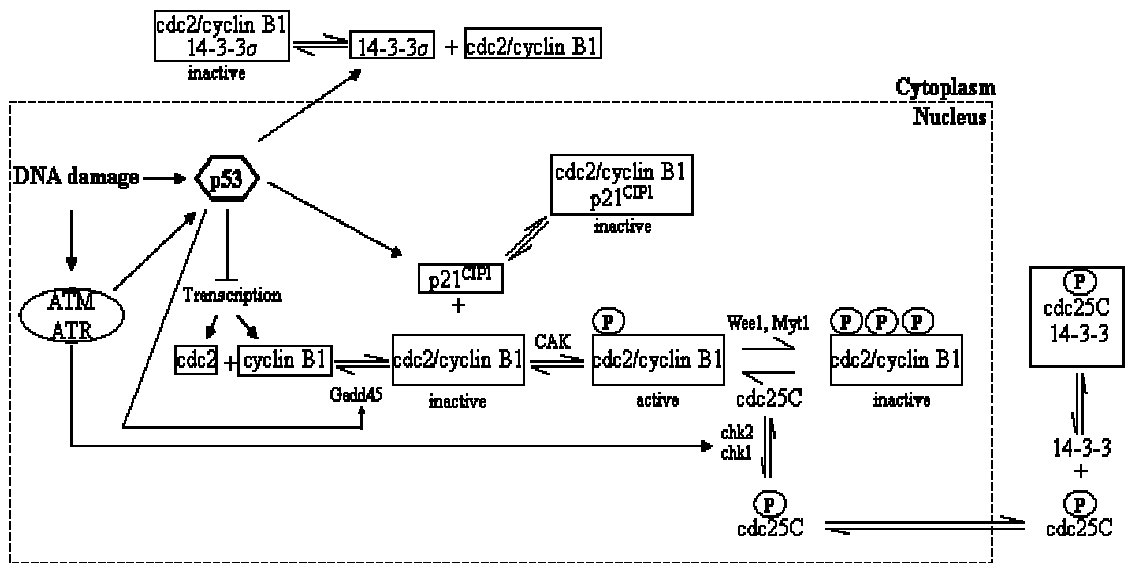 cdc2/cyclin B1
14-3-3σ
inactive
14-3-3σ
+
cdc2/cyclin B1
Cytoplasm
Nucleus
DNA damage
p53
cdc2/cyclin B1
p21CIP1
inactive
p21CIP1
+
ATM
ATR
Transcription
cdc2
+
cyclin B1
Gadd45
cdc2/cyclin B1
inactive
CAK
P
cdc2/cyclin B1
active
Wee1, Myt1
cdc25C
P P P
cdc2/cyclin B1
inactive
chk2
chk1
P
cdc25C
P
cdc25C
14-3-3
14-3-3
+
P
cdc25C